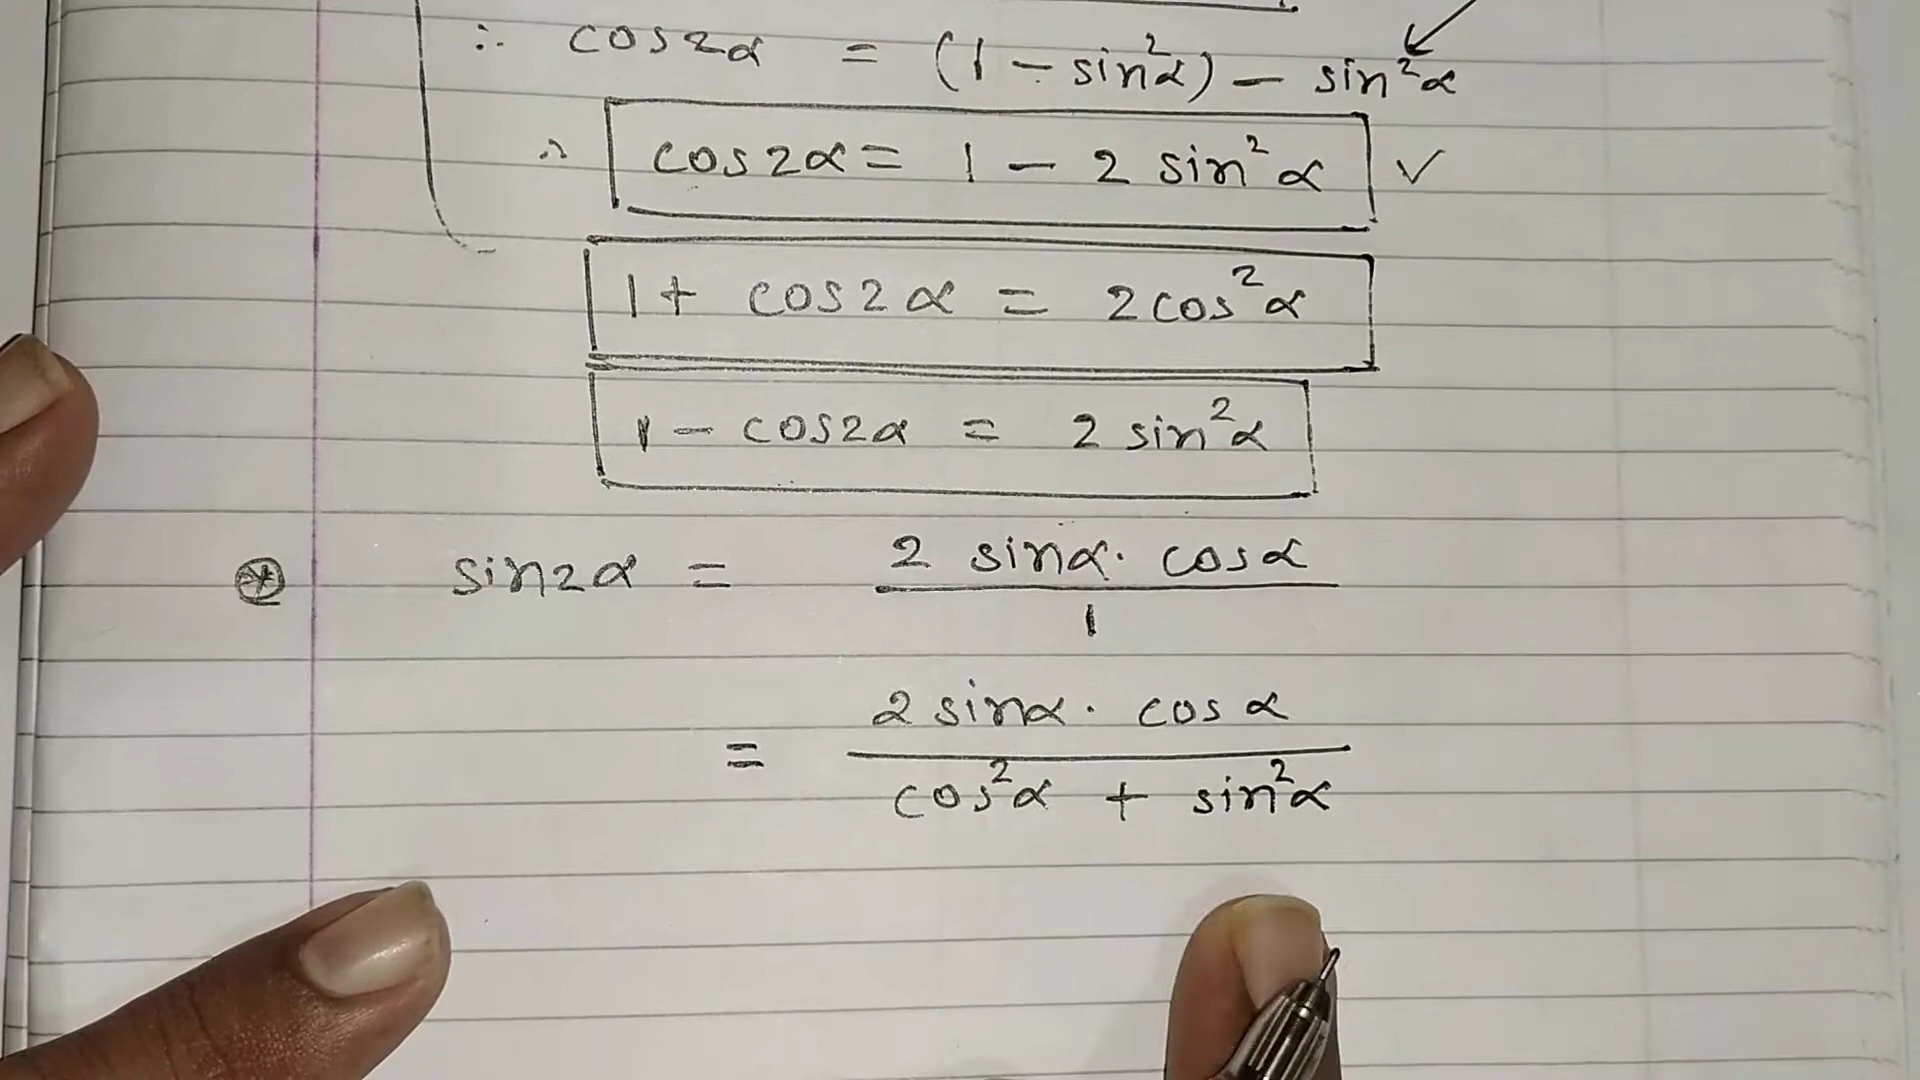 ∴ cos2α = (1 - sin²α) - sin²α
∴ cos2α = 1 - 2 sin²α ✓
1 + cos2α = 2cos²α
1 - cos2α = 2 sin²α
⊛ sin2α = 2 sinα · cosα / 1
= 2 sinα · cos α / cos²α + sin²α